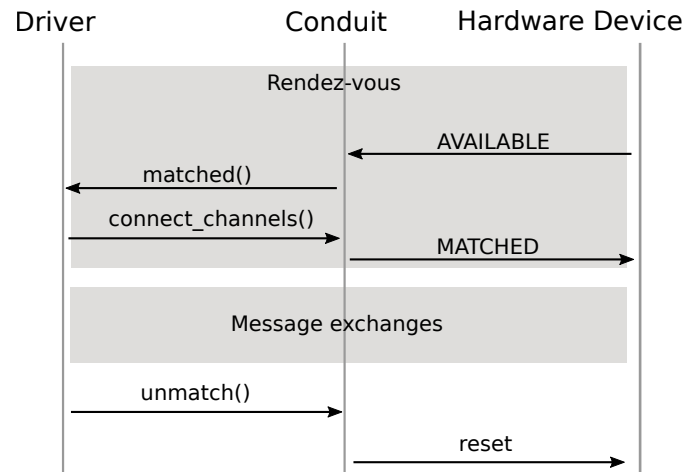 Driver Conduit Hardware Device
Rendez-vous
AVAILABLE
matched()
connect_channels()
MATCHED
Message exchanges
unmatch()
reset